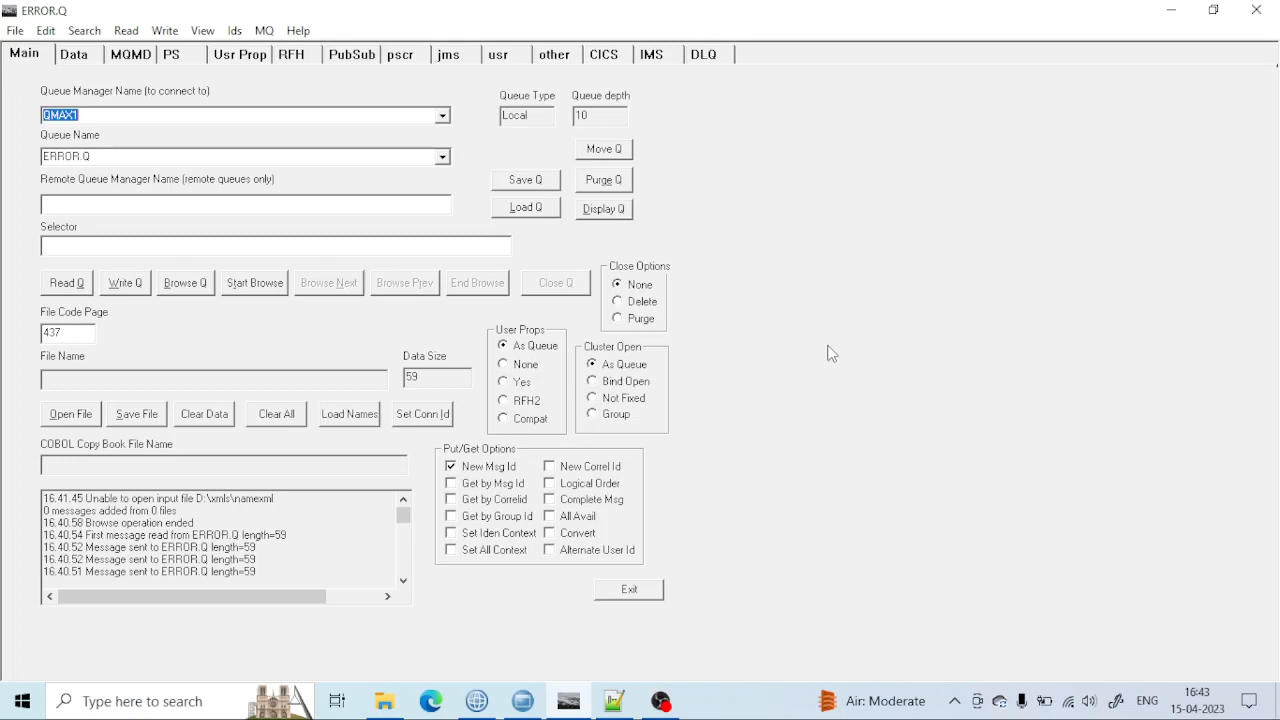 ERROR.Q
File Edit Search Read Write View Ids MQ Help
Main Data MQMD PS Usr Prop RFH PubSub pscr jms usr other CICS IMS DLQ
Queue Manager Name (to connect to)
QMAX1
Queue Type Queue depth
Local 10
Queue Name
ERROR.Q
Move Q
Remote Queue Manager Name (remote queues only)
Save Q Purge Q
Load Q Display Q
Selector
Read Q Write Q Browse Q Start Browse Browse Next Browse Prev End Browse Close Q
Close Options
None
Delete
Purge
File Code Page
437
File Name
Data Size
59
User Props
As Queue
None
Yes
RFH2
Compat
Cluster Open
As Queue
Bind Open
Not Fixed
Group
Open File Save File Clear Data Clear All Load Names Set Conn Id
COBOL Copy Book File Name
Put/Get Options
New Msg Id New Correl Id
Get by Msg Id Logical Order
Get by Correlid Complete Msg
Get by Group Id All Avail
Set Iden Context Convert
Set All Context Alternate User Id
16.41.45 Unable to open input file D:\xmls\namexml
0 messages added from 0 files
16.40.58 Browse operation ended
16.40.54 First message read from ERROR.Q length=59
16.40.52 Message sent to ERROR.Q length=59
16.40.52 Message sent to ERROR.Q length=59
16.40.51 Message sent to ERROR.Q length=59
Exit
Type here to search
Air: Moderate
ENG
16:43
15-04-2023